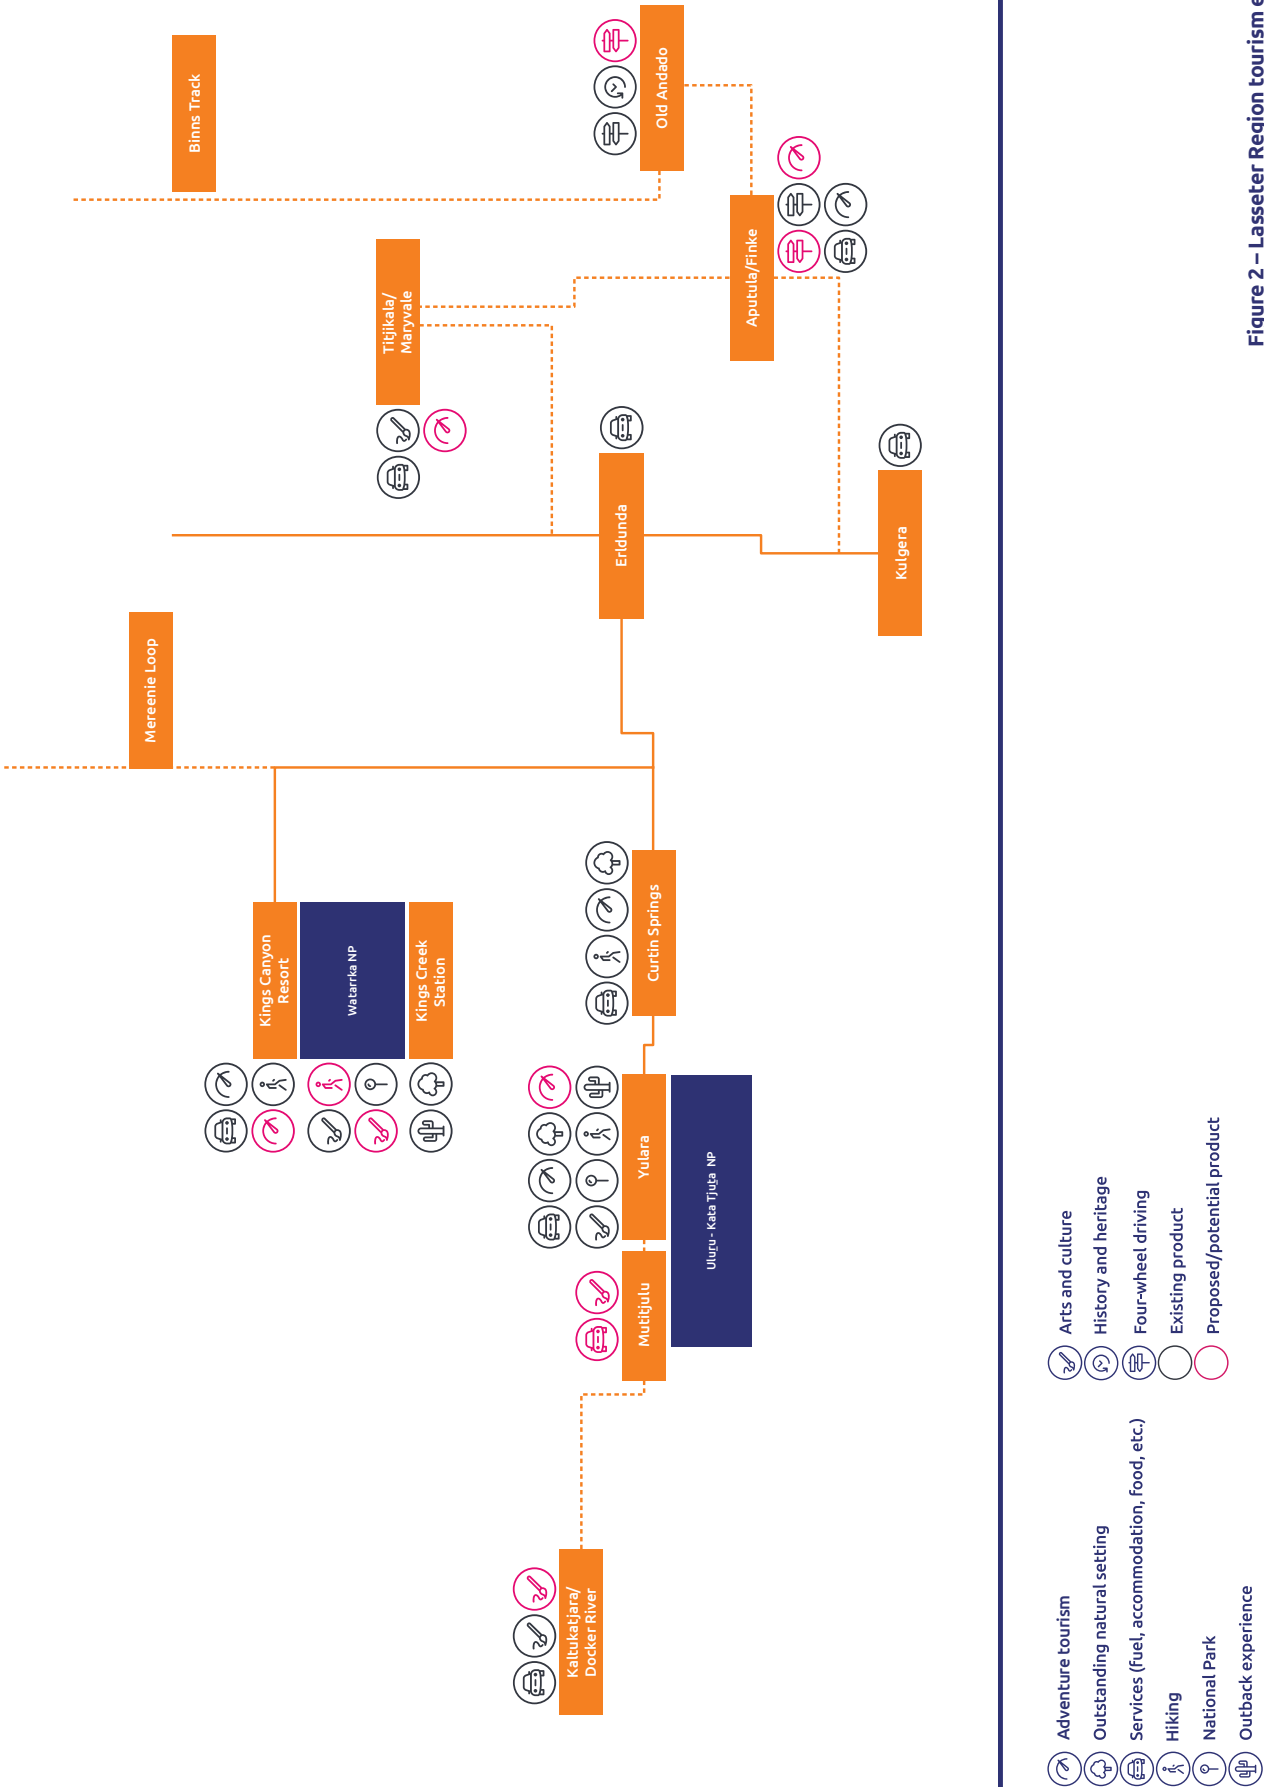 Kaltukatjara/
Docker River
Mutitjulu
Yulara
Uluṟu - Kata Tjuṯa NP
Curtin Springs
Kings Canyon
Resort
Watarrka NP
Kings Creek
Station
Mereenie Loop
Erldunda
Kulgera
Titjikala/
Maryvale
Aputula/Finke
Binns Track
Old Andado
Adventure tourism
Outstanding natural setting
Services (fuel, accommodation, food, etc.)
Hiking
National Park
Outback experience
Arts and culture
History and heritage
Four-wheel driving
Existing product
Proposed/potential product
Figure 2 – Lasseter Region tourism